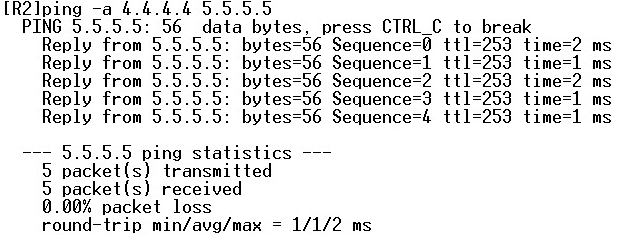 [R2]ping -a 4.4.4.4 5.5.5.5
PING 5.5.5.5: 56 data bytes, press CTRL_C to break
Reply from 5.5.5.5: bytes=56 Sequence=0 ttl=253 time=2 ms
Reply from 5.5.5.5: bytes=56 Sequence=1 ttl=253 time=1 ms
Reply from 5.5.5.5: bytes=56 Sequence=2 ttl=253 time=2 ms
Reply from 5.5.5.5: bytes=56 Sequence=3 ttl=253 time=1 ms
Reply from 5.5.5.5: bytes=56 Sequence=4 ttl=253 time=1 ms
--- 5.5.5.5 ping statistics ---
5 packet(s) transmitted
5 packet(s) received
0.00% packet loss
round-trip min/avg/max = 1/1/2 ms